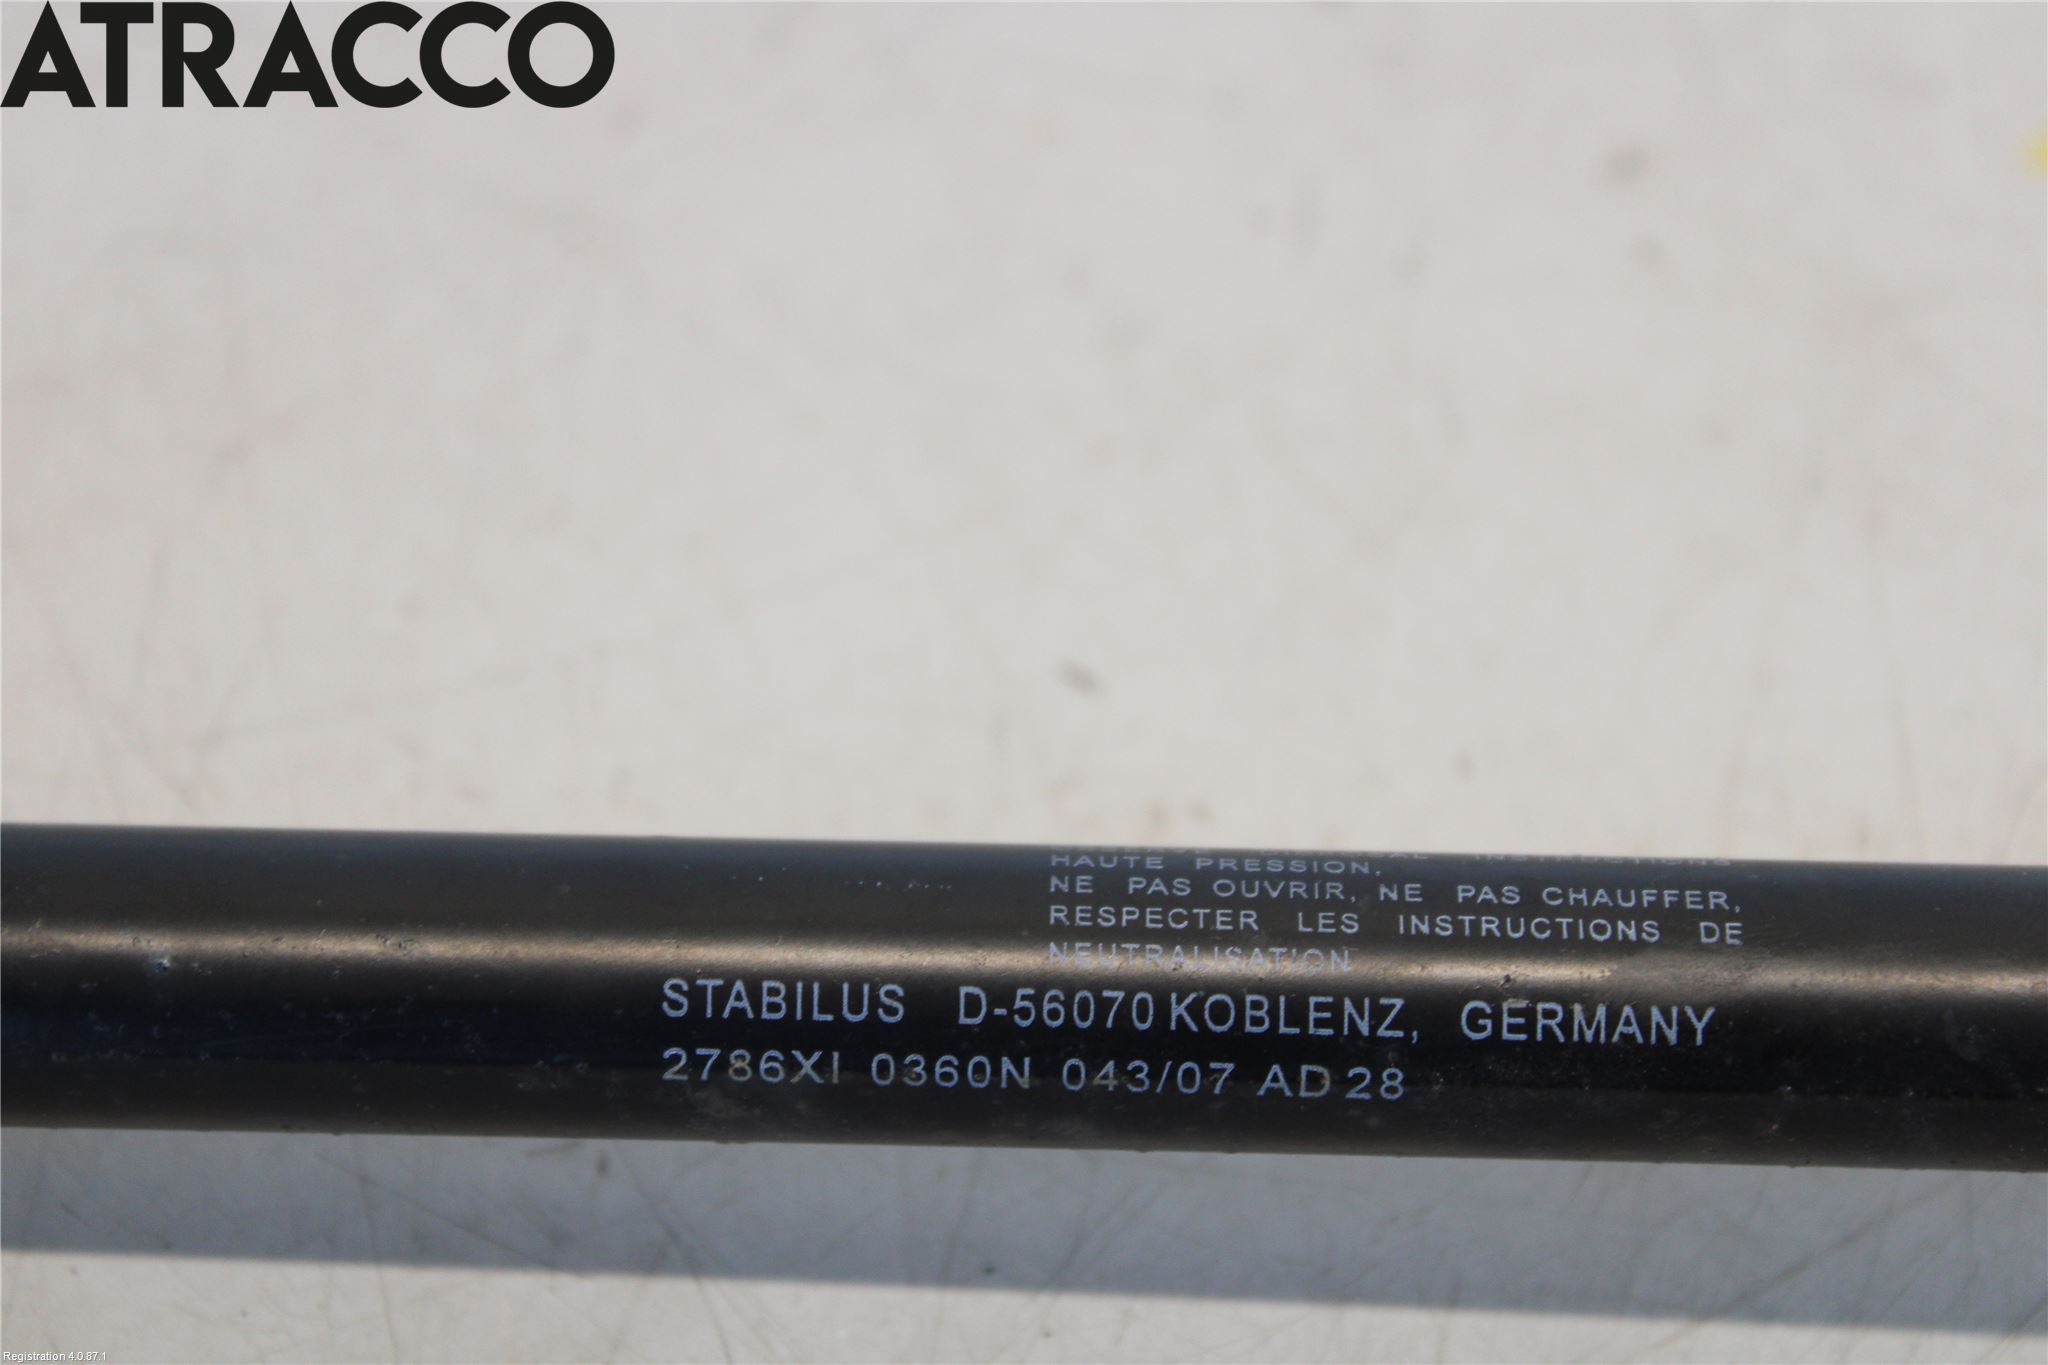 ATRACCO
HAUTE PRESSION.
NE PAS OUVRIR, NE PAS CHAUFFER,
RESPECTER LES INSTRUCTIONS DE
NEUTRALISATION
STABILUS D-56070 KOBLENZ, GERMANY
2786XI 0360N 043/07 AD 28
Registration 4.0.87.1